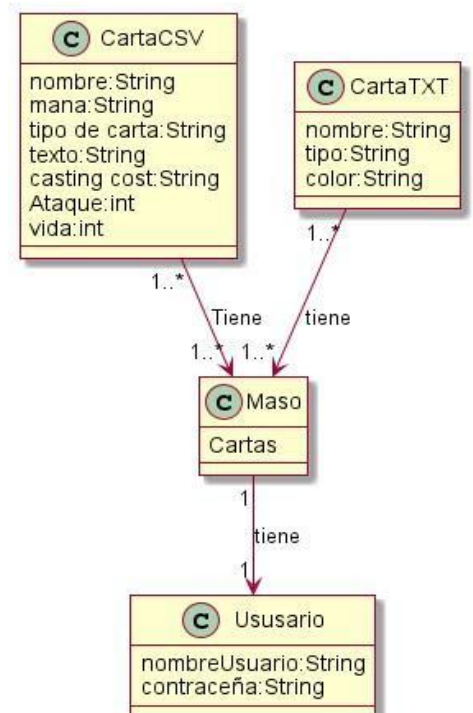 C CartaCSV
nombre:String
mana:String
tipo de carta:String
texto:String
casting cost:String
Ataque:int
vida:int
C CartaTXT
nombre:String
tipo:String
color:String
1..*
1..*
Tiene
tiene
1..*
1..*
C Maso
Cartas
1
tiene
1
C Ususario
nombreUsuario:String
contraceña:String